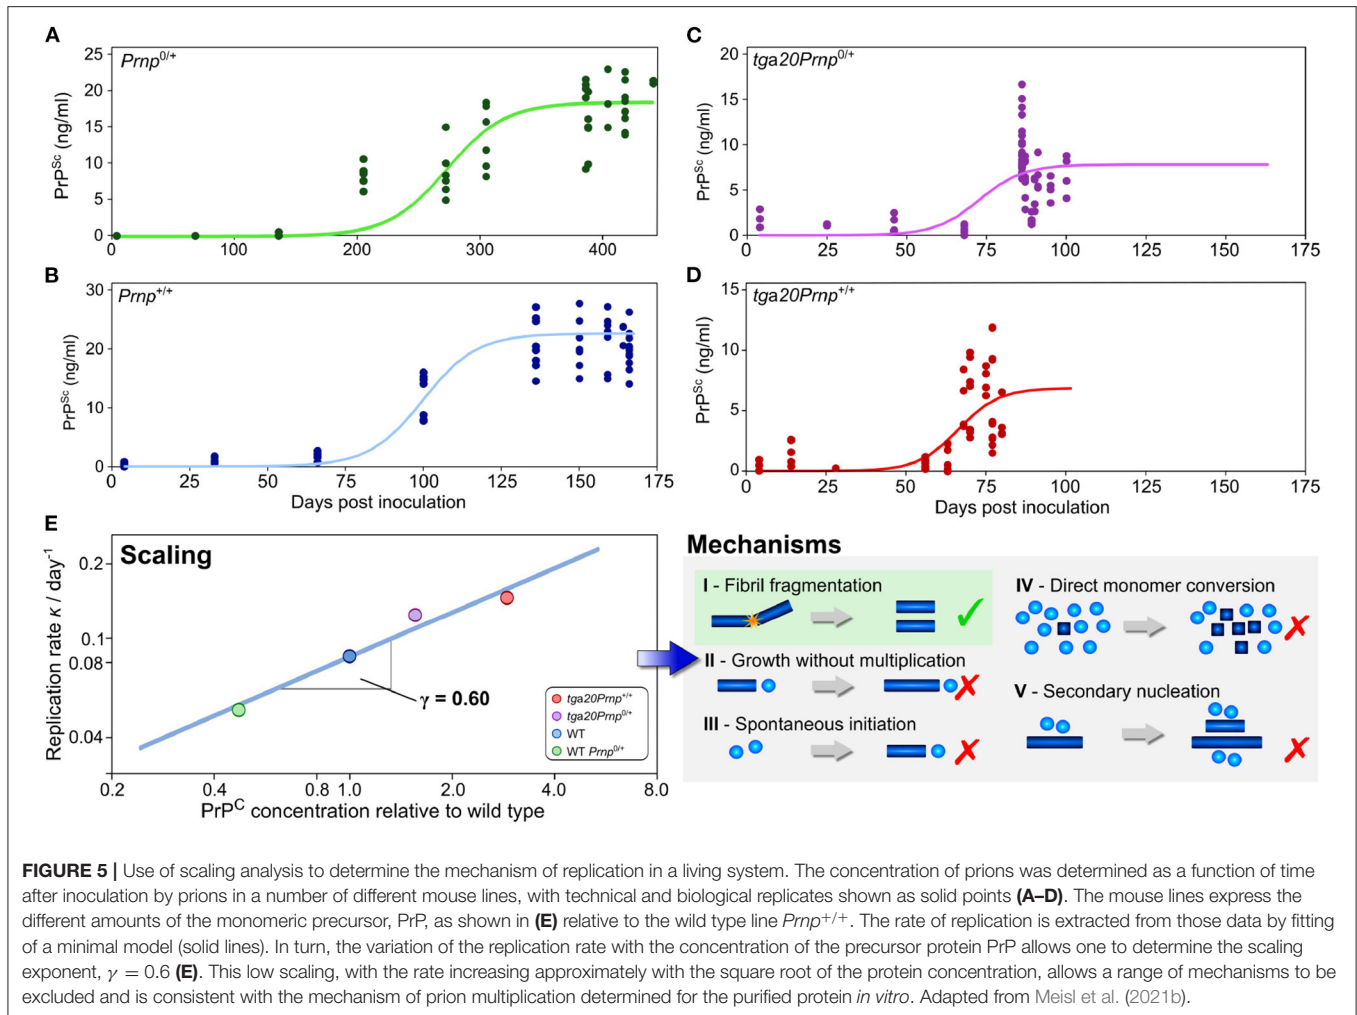 A
Prnp0/+
PrPSc (ng/ml)
25
20
15
10
5
0
0
100
200
300
400
B
Prnp+/+
PrPSc (ng/ml)
30
20
10
0
0
25
50
75
100
125
150
175
Days post inoculation
C
tga20Prnp0/+
PrPSc (ng/ml)
20
15
10
5
0
0
25
50
75
100
125
150
175
D
tga20Prnp+/+
PrPSc (ng/ml)
15
10
5
0
0
25
50
75
100
125
150
175
Days post inoculation
E
Scaling
Replication rate κ / day-1
0.2
0.1
0.08
0.04
γ = 0.60
tga20Prnp+/+
tga20Prnp0/+
WT
WT Prnp0/+
0.2
0.4
0.8
1.0
2.0
4.0
8.0
PrPC concentration relative to wild type
Mechanisms
I - Fibril fragmentation
II - Growth without multiplication
III - Spontaneous initiation
IV - Direct monomer conversion
V - Secondary nucleation
FIGURE 5 | Use of scaling analysis to determine the mechanism of replication in a living system. The concentration of prions was determined as a function of time
after inoculation by prions in a number of different mouse lines, with technical and biological replicates shown as solid points (A–D). The mouse lines express the
different amounts of the monomeric precursor, PrP, as shown in (E) relative to the wild type line Prnp+/+. The rate of replication is extracted from those data by fitting
of a minimal model (solid lines). In turn, the variation of the replication rate with the concentration of the precursor protein PrP allows one to determine the scaling
exponent, γ = 0.6 (E). This low scaling, with the rate increasing approximately with the square root of the protein concentration, allows a range of mechanisms to be
excluded and is consistent with the mechanism of prion multiplication determined for the purified protein in vitro. Adapted from Meisl et al. (2021b).